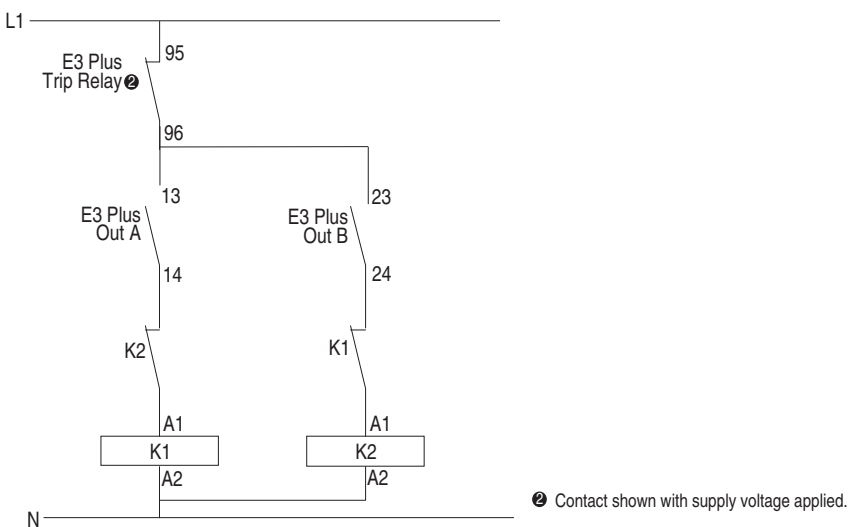 L1
95
E3 Plus
Trip Relay❷
96
13
23
E3 Plus
Out A
E3 Plus
Out B
14
24
K2
K1
A1
A1
K1
K2
A2
A2
❷ Contact shown with supply voltage applied.
N